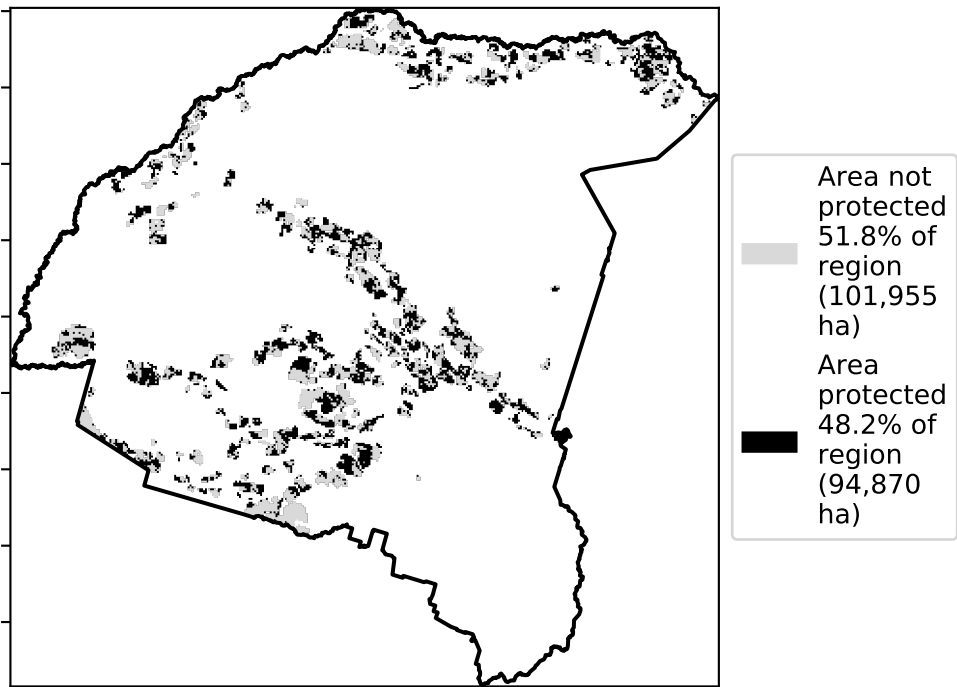 Area not
protected
51.8% of
region
(101,955
ha)
Area
protected
48.2% of
region
(94,870
ha)